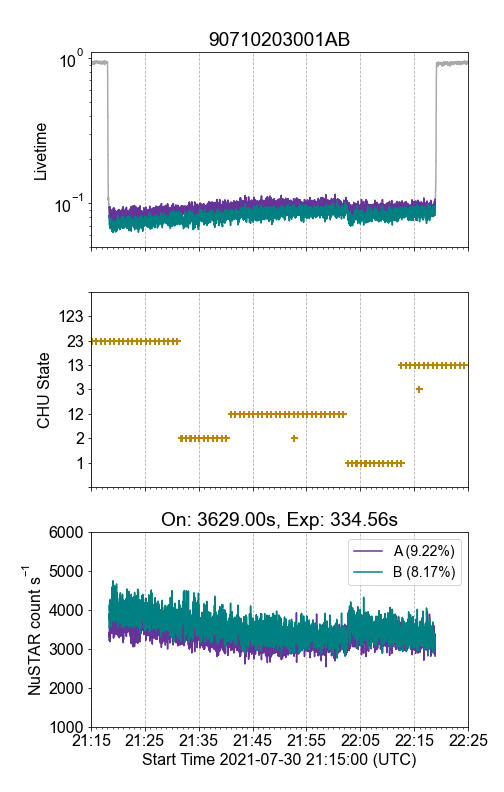 90710203001AB
10⁰
10⁻¹
Livetime
123
23
13
3
12
2
1
CHU State
On: 3629.00s, Exp: 334.56s
6000
5000
4000
3000
2000
1000
NuSTAR count s⁻¹
A (9.22%)
B (8.17%)
21:15 21:25 21:35 21:45 21:55 22:05 22:15 22:25
Start Time 2021-07-30 21:15:00 (UTC)